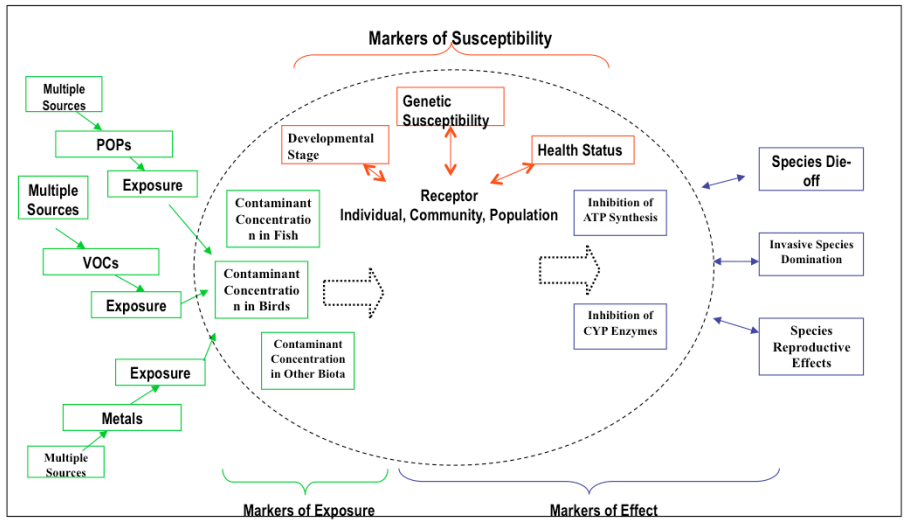 Markers of Susceptibility
Multiple
Sources
POPs
Exposure
Multiple
Sources
VOCs
Exposure
Exposure
Metals
Multiple
Sources
Genetic
Susceptibility
Developmental
Stage
Health Status
Receptor
Individual, Community, Population
Contaminant
Concentratio
n in Fish
Contaminant
Concentratio
n in Birds
Contaminant
Concentration
in Other Biota
Inhibition of
ATP Synthesis
Inhibition of
CYP Enzymes
Species Die-
off
Invasive Species
Domination
Species
Reproductive
Effects
Markers of Exposure
Markers of Effect